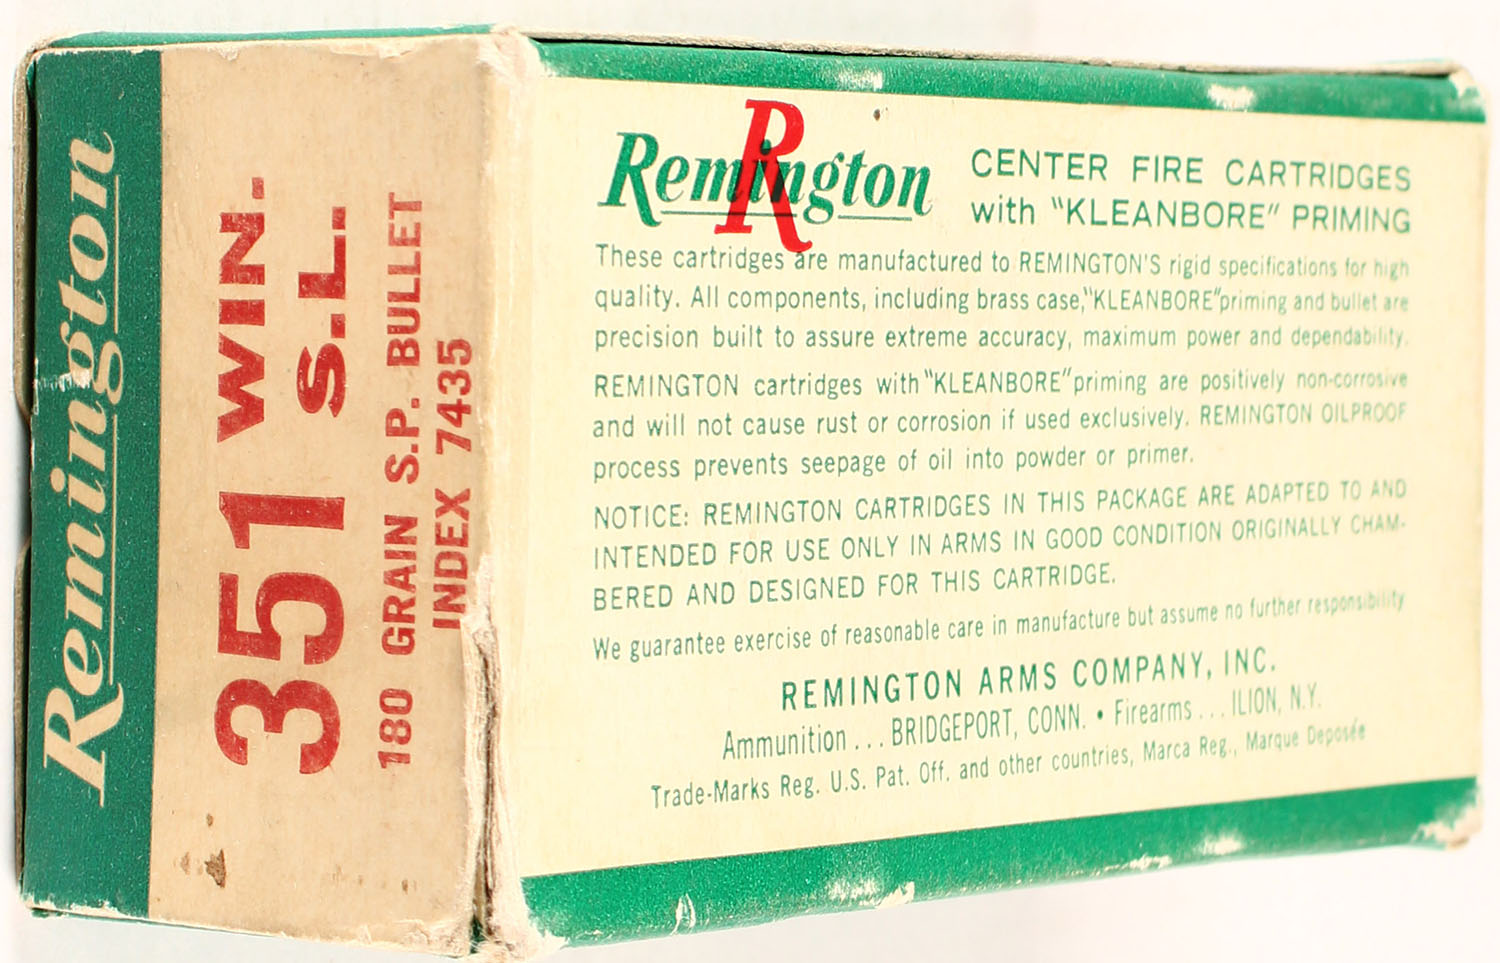 Remington
351 WIN.
S.L.
180 GRAIN S.P. BULLET
INDEX 7435
Remington
R
CENTER FIRE CARTRIDGES
with "KLEANBORE" PRIMING
These cartridges are manufactured to REMINGTON'S rigid specifications for high
quality. All components, including brass case, "KLEANBORE" priming and bullet are
precision built to assure extreme accuracy, maximum power and dependability.
REMINGTON cartridges with "KLEANBORE" priming are positively non-corrosive
and will not cause rust or corrosion if used exclusively. REMINGTON OILPROOF
process prevents seepage of oil into powder or primer.
NOTICE: REMINGTON CARTRIDGES IN THIS PACKAGE ARE ADAPTED TO AND
INTENDED FOR USE ONLY IN ARMS IN GOOD CONDITION ORIGINALLY CHAM-
BERED AND DESIGNED FOR THIS CARTRIDGE.
We guarantee exercise of reasonable care in manufacture but assume no further responsibility
REMINGTON ARMS COMPANY, INC.
Ammunition . . . BRIDGEPORT, CONN. • Firearms . . . ILION, N.Y.
Trade-Marks Reg. U.S. Pat. Off. and other countries, Marca Reg., Marque Deposée